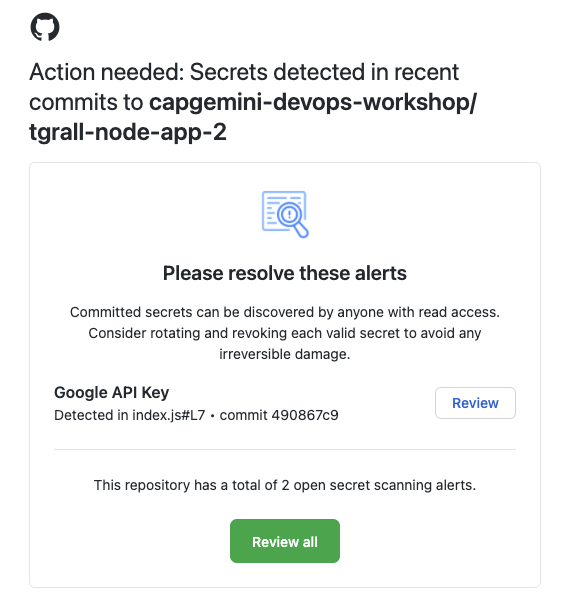 Action needed: Secrets detected in recent
commits to capgemini-devops-workshop/
tgrall-node-app-2
Please resolve these alerts
Committed secrets can be discovered by anyone with read access.
Consider rotating and revoking each valid secret to avoid any
irreversible damage.
Google API Key
Detected in index.js#L7 • commit 490867c9
Review
This repository has a total of 2 open secret scanning alerts.
Review all